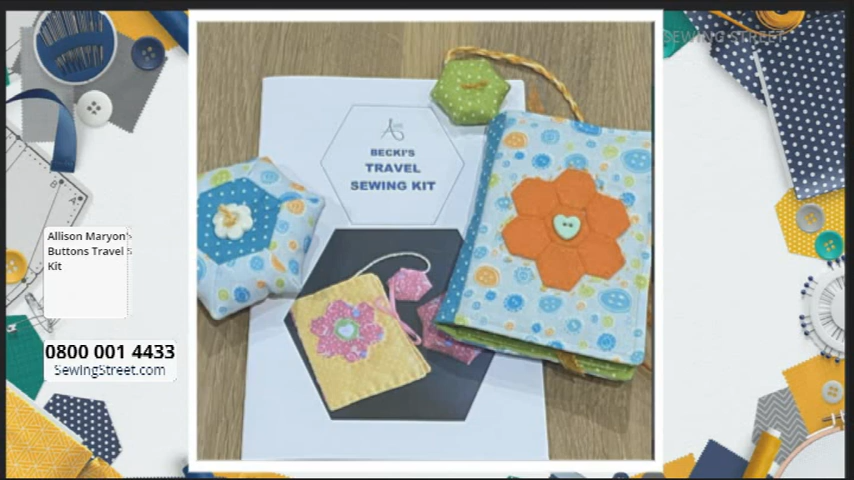 SEWING STREET
BECKI'S
TRAVEL
SEWING KIT
Allison Maryon's
Buttons Travel S
Kit
0800 001 4433
SewingStreet.com